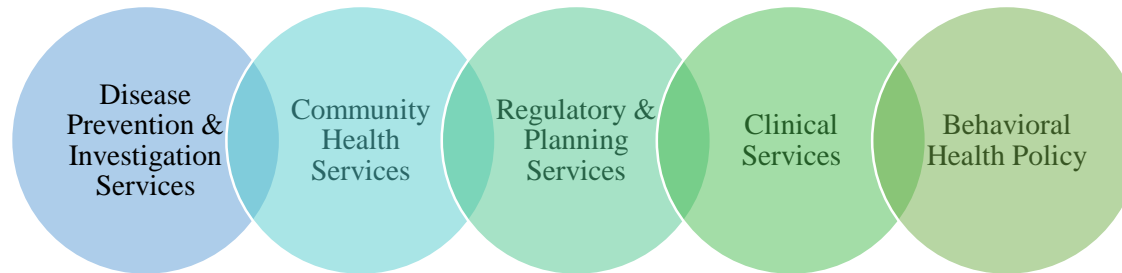 Disease
Prevention &
Investigation
Services
Community
Health
Services
Regulatory &
Planning
Services
Clinical
Services
Behavioral
Health Policy